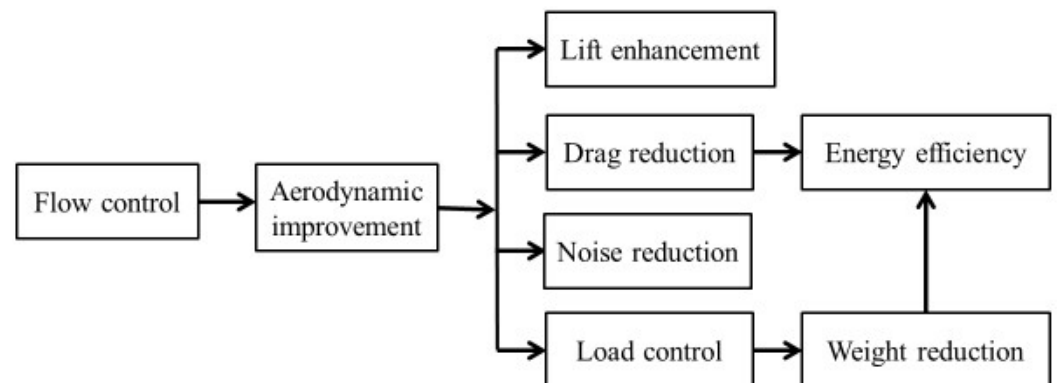 Lift enhancement
Drag reduction
Energy efficiency
Flow control
Aerodynamic
improvement
Noise reduction
Load control
Weight reduction